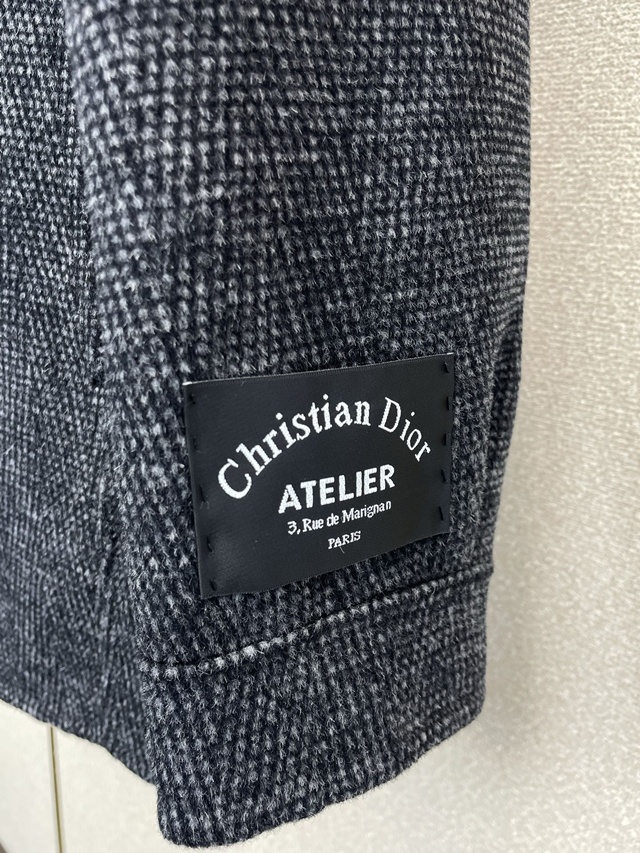 Christian Dior
ATELIER
3, Rue de Marignan
PARIS